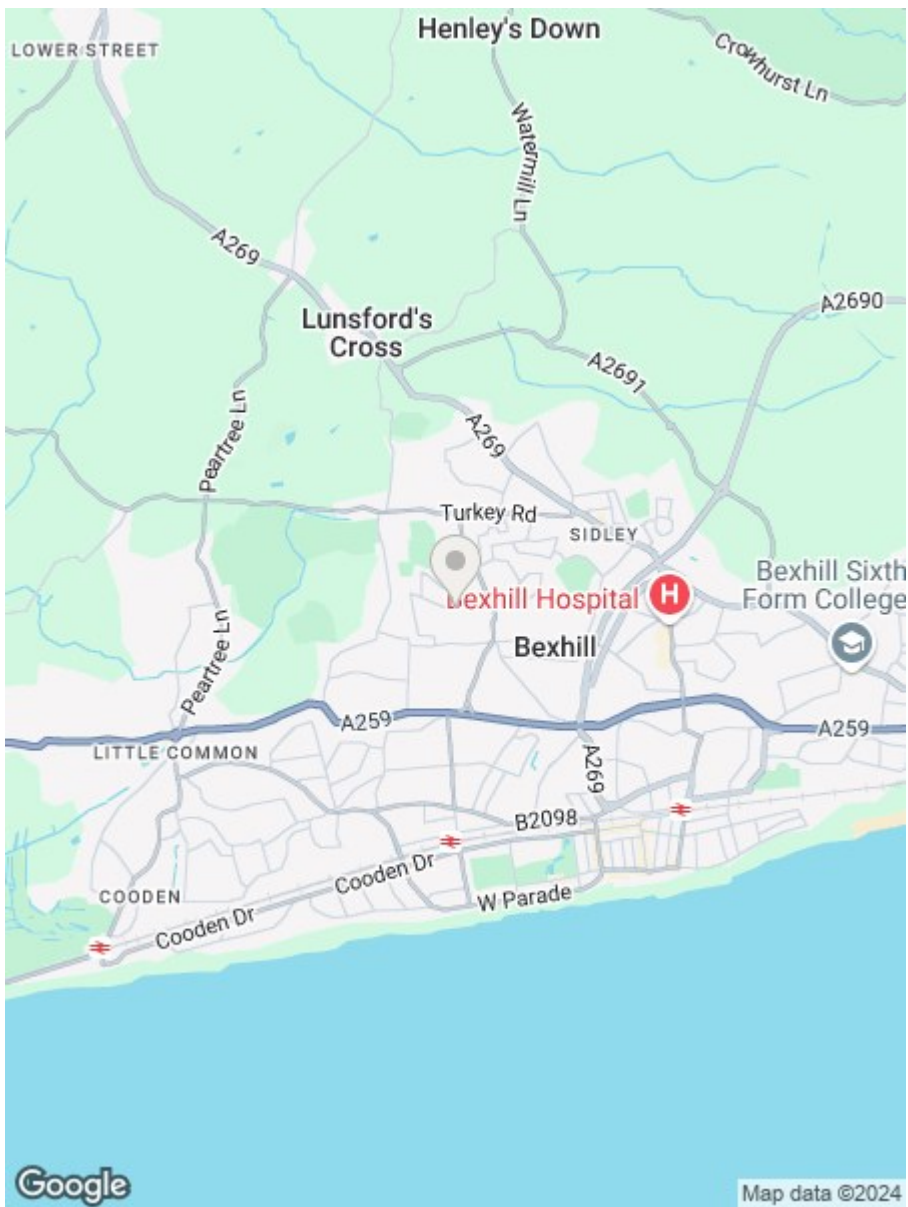 Henley's Down
LOWER STREET
Crowhurst Ln
Watermill Ln
A269
A2690
Lunsford's
Cross
A2691
Peartree Ln
A269
Turkey Rd
SIDLEY
Bexhill Sixth
Form College
Bexhill Hospital
H
Bexhill
Peartree Ln
A259
A259
LITTLE COMMON
A269
B2098
Cooden Dr
W Parade
COODEN
Cooden Dr
Google
Map data ©2024